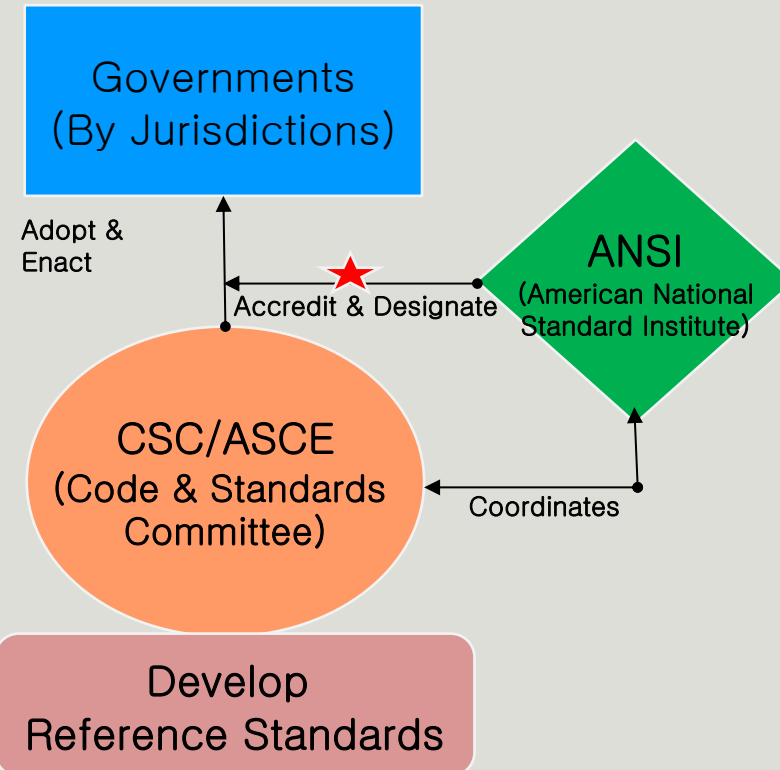 Governments
(By Jurisdictions)
Adopt &
Enact
ANSI
(American National
Standard Institute)
Accredit & Designate
CSC/ASCE
(Code & Standards
Committee)
Coordinates
Develop
Reference Standards